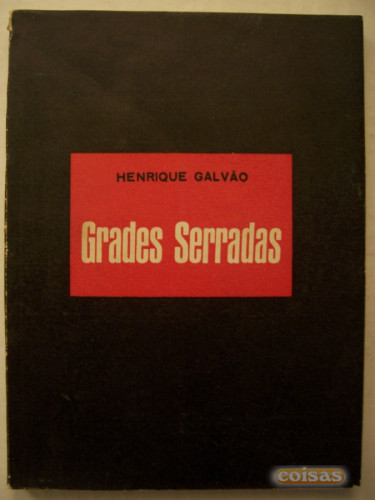 HENRIQUE GALVÃO
Grades Serradas
coisas